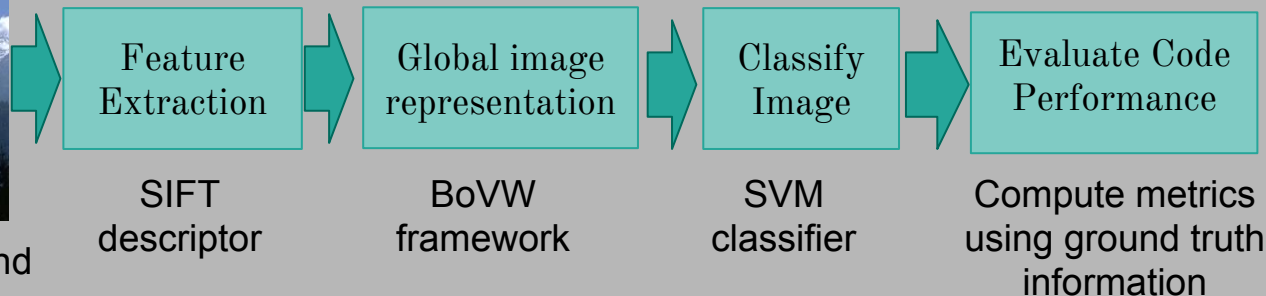 Feature
Extraction
Global image
representation
Classify
Image
Evaluate Code
Performance
SIFT
descriptor
BoVW
framework
SVM
classifier
Compute metrics
using ground truth
information